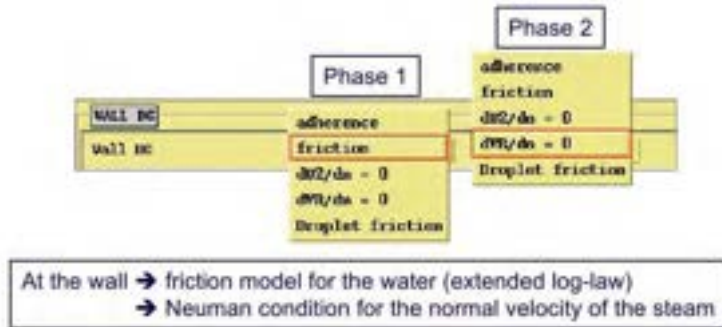 Phase 2
Phase 1
adherence
friction
dU2/dn = 0
dVR/dn = 0
Droplet friction
WALL BC
Wall BC
adherence
friction
dU2/dn = 0
dVR/dn = 0
Droplet friction
At the wall ➔ friction model for the water (extended log-law)
➔ Neuman condition for the normal velocity of the steam